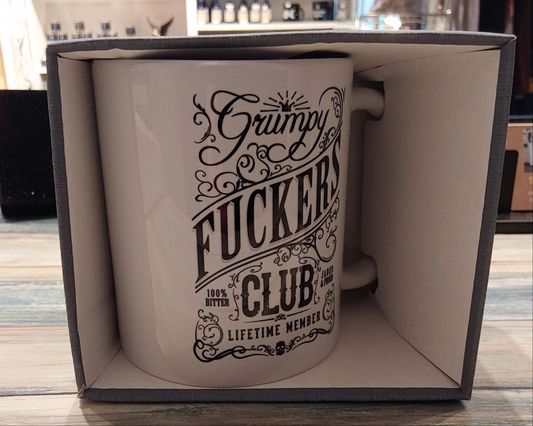 Grumpy
FUCKERS
100%
BITTER
CLUB
LIFETIME MEMBER